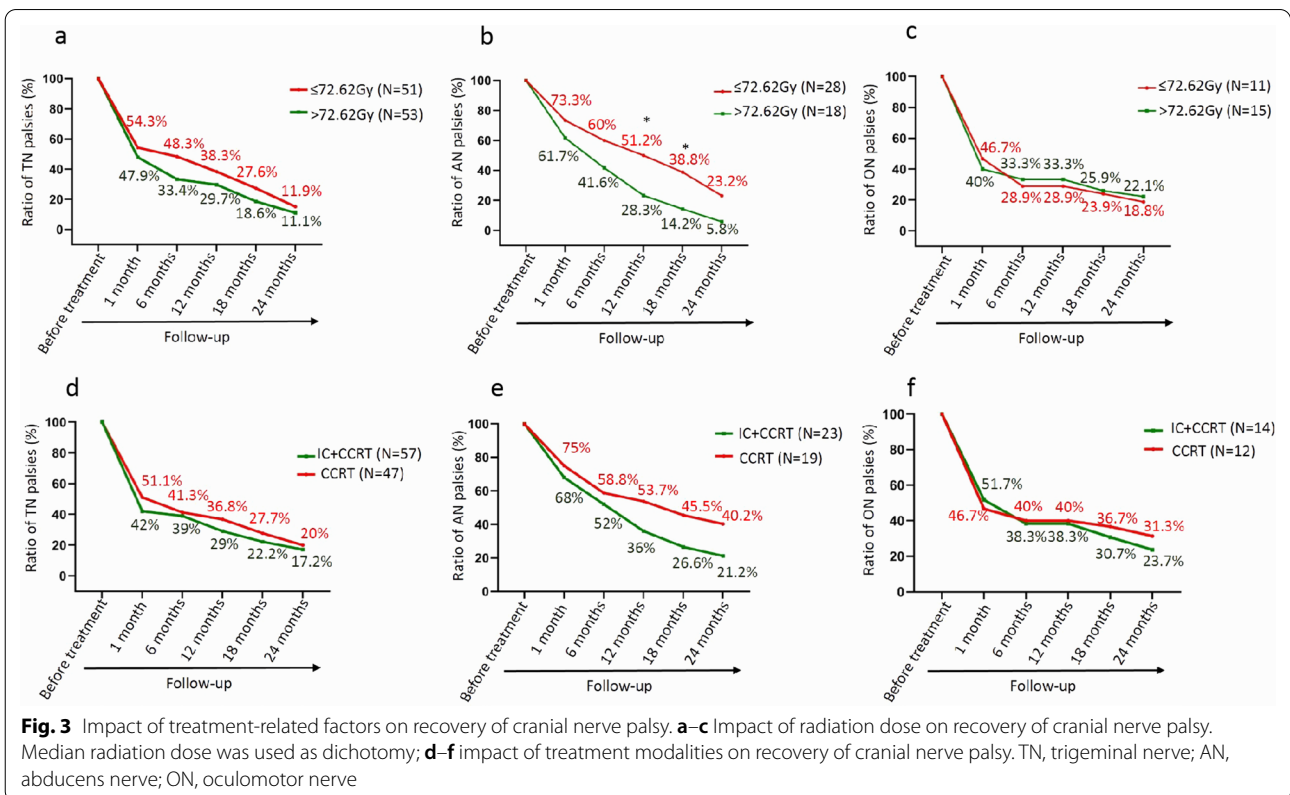 a
Ratio of TN palsies (%)
100
80
60
40
20
0
≤72.62Gy (N=51)
>72.62Gy (N=53)
54.3%
48.3%
38.3%
27.6%
11.9%
47.9%
33.4%
29.7%
18.6%
11.1%
Before treatment
1 month
6 months
12 months
18 months
24 months
Follow-up
b
Ratio of AN palsies (%)
100
80
60
40
20
0
≤72.62Gy (N=28)
>72.62Gy (N=18)
73.3%
60%
*
51.2%
*
38.8%
23.2%
61.7%
41.6%
28.3%
14.2%
5.8%
Before treatment
1 month
6 months
12 months
18 months
24 months
Follow-up
c
Ratio of ON palsies (%)
100
80
60
40
20
0
≤72.62Gy (N=11)
>72.62Gy (N=15)
46.7%
33.3%
33.3%
25.9%
22.1%
40%
28.9%
28.9%
23.9%
18.8%
Before treatment
1 month
6 months
12 months
18 months
24 months
Follow-up
d
Ratio of TN palsies (%)
100
80
60
40
20
0
IC+CCRT (N=57)
CCRT (N=47)
51.1%
41.3%
36.8%
27.7%
20%
42%
39%
29%
22.2%
17.2%
Before treatment
1 month
6 months
12 months
18 months
24 months
Follow-up
e
Ratio of AN palsies (%)
100
80
60
40
20
0
IC+CCRT (N=23)
CCRT (N=19)
75%
58.8%
53.7%
45.5%
40.2%
68%
52%
36%
26.6%
21.2%
Before treatment
1 month
6 months
12 months
18 months
24 months
Follow-up
f
Ratio of ON palsies (%)
100
80
60
40
20
0
IC+CCRT (N=14)
CCRT (N=12)
51.7%
40%
40%
36.7%
31.3%
46.7%
38.3%
38.3%
30.7%
23.7%
Before treatment
1 month
6 months
12 months
18 months
24 months
Follow-up
Fig. 3 Impact of treatment-related factors on recovery of cranial nerve palsy. a–c Impact of radiation dose on recovery of cranial nerve palsy.
Median radiation dose was used as dichotomy; d–f impact of treatment modalities on recovery of cranial nerve palsy. TN, trigeminal nerve; AN,
abducens nerve; ON, oculomotor nerve